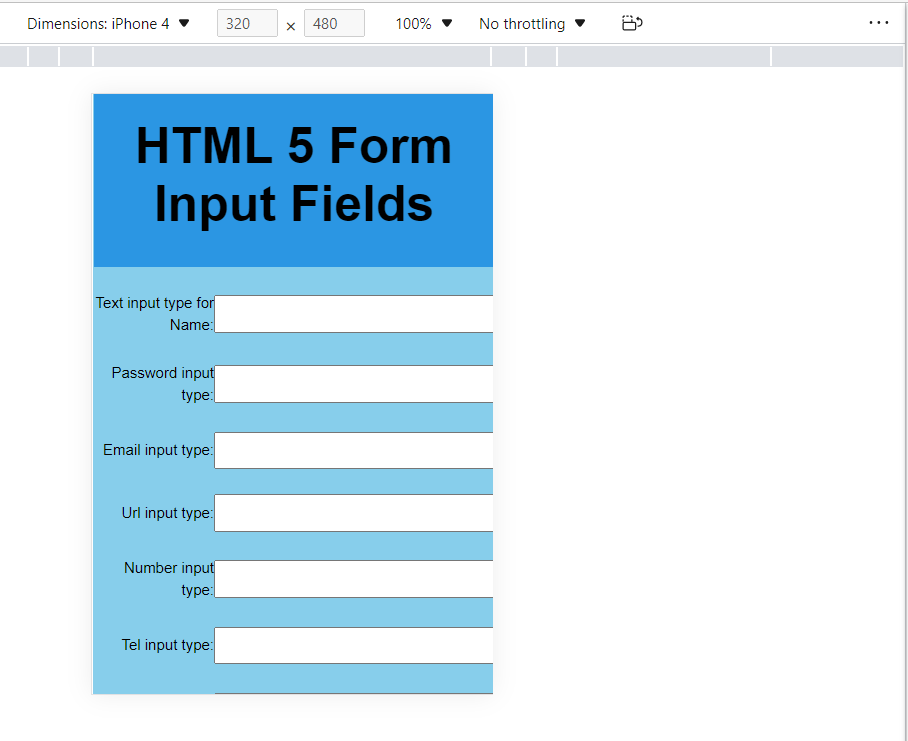 Dimensions: iPhone 4 ▼ 320 × 480 100% ▼ No throttling ▼ ...
HTML 5 Form
Input Fields
Text input type for
Name:
Password input
type:
Email input type:
Url input type:
Number input
type:
Tel input type: